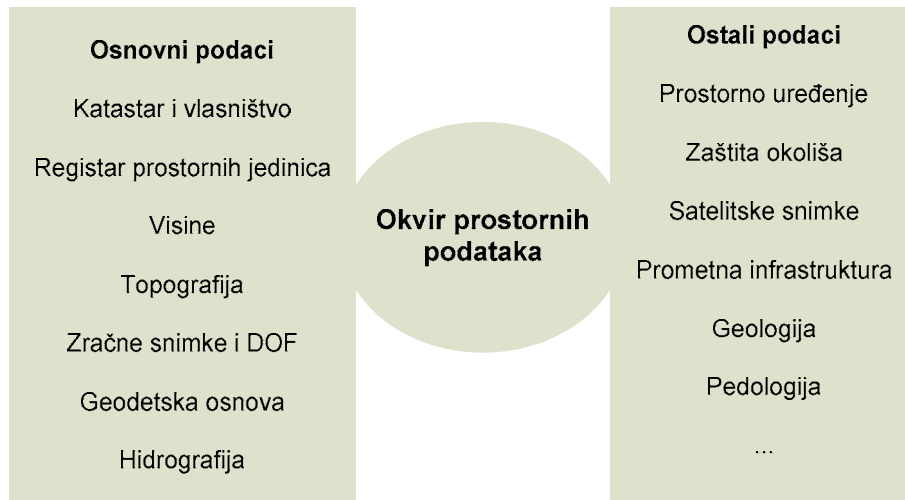 Osnovni podaci
Katastar i vlasništvo
Registar prostornih jedinica
Visine
Topografija
Zračne snimke i DOF
Geodetska osnova
Hidrografija
Okvir prostornih
podataka
Ostali podaci
Prostorno uređenje
Zaštita okoliša
Satelitske snimke
Prometna infrastruktura
Geologija
Pedologija
...